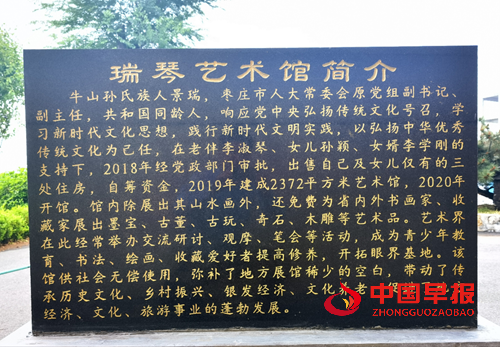 瑞琴艺术馆简介
牛山孙氏族人景瑞，枣庄市人大常委会原党组副书记、
副主任，共和国同龄人，响应党中央弘扬传统文化号召，学
习新时代文化思想，践行新时代文明实践，以弘扬中华优秀
传统文化为己任，在老伴李淑琴、女儿孙颖、女婿李学刚的
支持下，2018年经党政部门审批，出售自己及女儿仅有的三
处住房，自筹资金，2019年建成2372平方米艺术馆，2020年
开馆。馆内除展出其山水画外，还免费为省内外书画家、收
藏家展出墨宝、古董、古玩、奇石、木雕等艺术品。艺术界
在此经常举办交流研讨、观摩、笔会等活动，成为青少年教
育、书法、绘画、收藏爱好者提高修养，开拓眼界基地。该
馆供社会无偿使用，弥补了地方展馆稀少的空白，带动了传
承历史文化、乡村振兴、银发经济、文化养老
经济、文化、旅游事业的蓬勃发展。
中国早报
ZHONGGUOZAOBAO